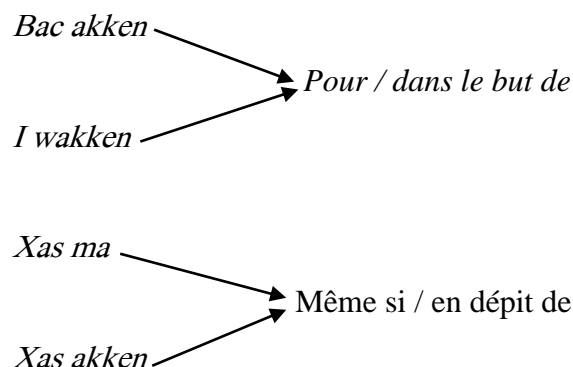 Bac akken
Pour / dans le but de
I wakken
Xas ma
Même si / en dépit de
Xas akken